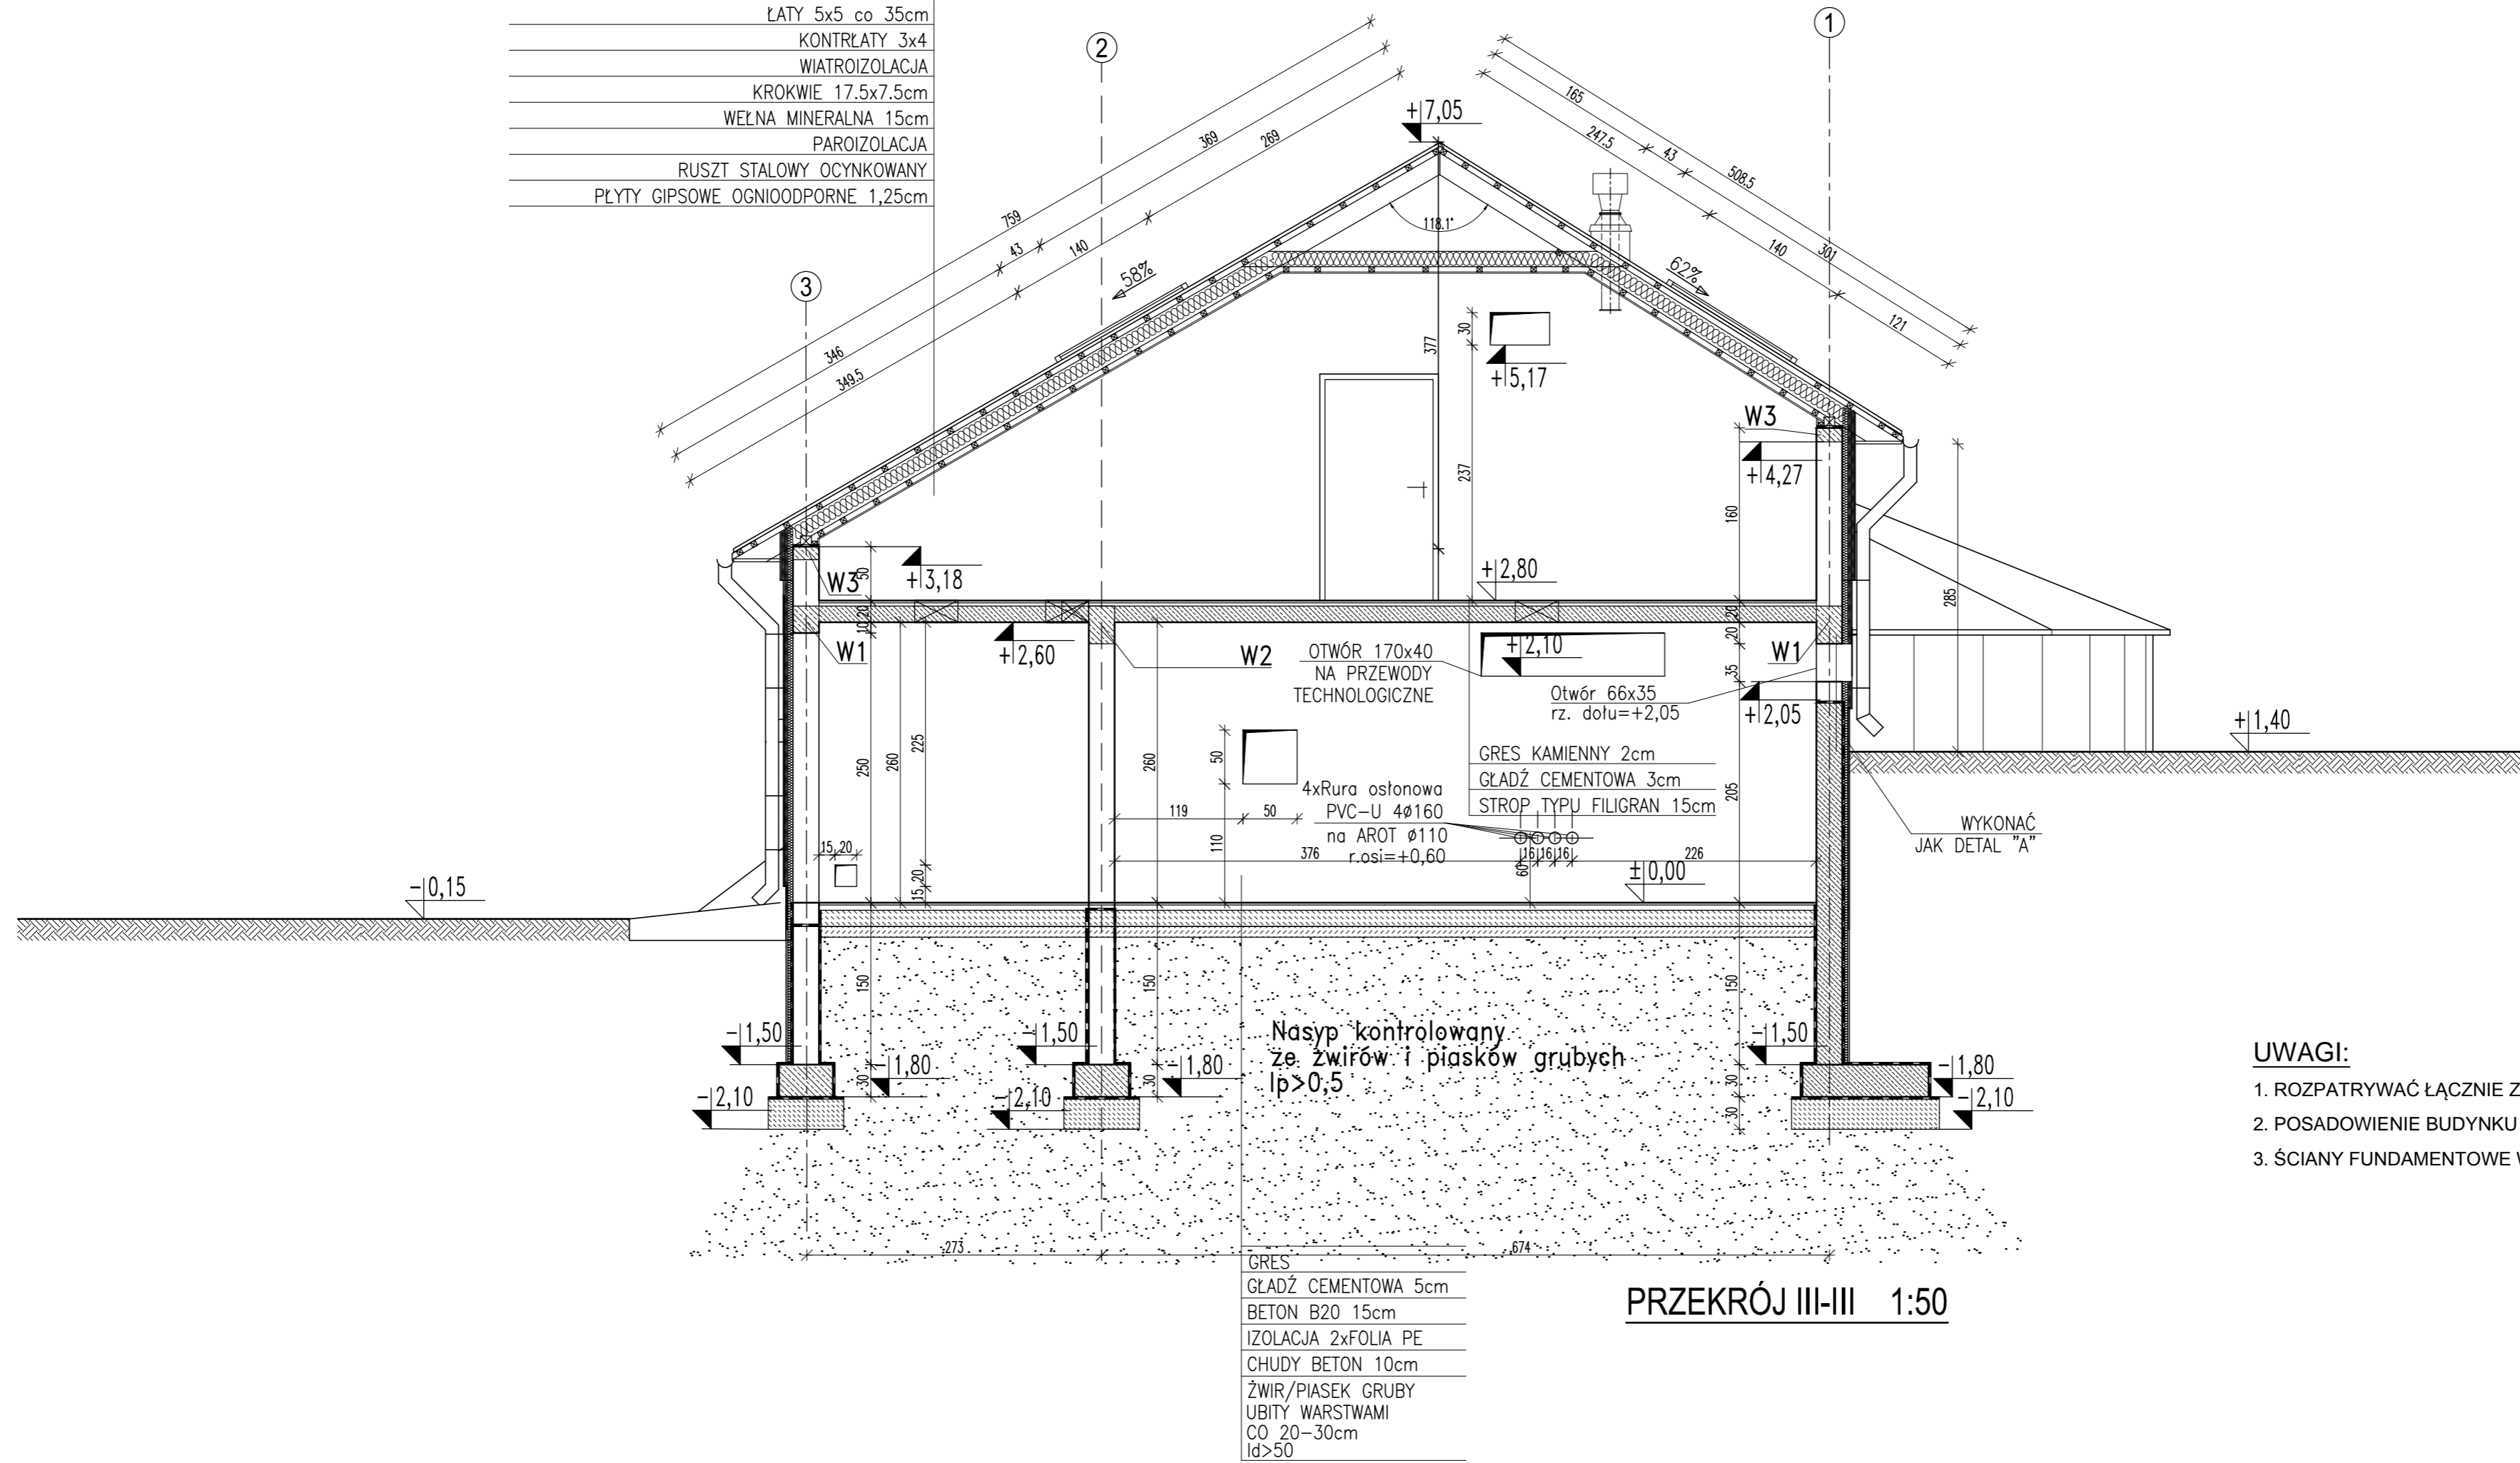 ŁATY 5x5 co 35cm
KONTRŁATY 3x4
WIATROIZOLACJA
KROKWIE 17.5x7.5cm
WEŁNA MINERALNA 15cm
PAROIZOLACJA
RUSZT STALOWY OCYNKOWANY
PŁYTY GIPSOWE OGNIOODPORNE 1,25cm
3
2
1
759
369
269
43
140
346
349.5
58%
+7,05
118.1°
165
247.5
43
508.5
140
301
121
62%
377
30
+5,17
237
W3
+4,27
160
285
W3
50
+3,18
+2,80
20
10
W1
+2,60
W2
OTWÓR 170x40
NA PRZEWODY
TECHNOLOGICZNE
+2,10
20
20
35
W1
Otwór 66x35
rz. dołu=+2,05
+2,05
+1,40
250
260
225
260
50
119
50
110
4xRura osłonowa
PVC-U 4ø160
na AROT ø110
r.osi=+0,60
GRES KAMIENNY 2cm
GŁADŹ CEMENTOWA 3cm
STROP TYPU FILIGRAN 15cm
205
WYKONAĆ
JAK DETAL "A"
15
20
15
20
376
16
16
16
226
60
±0,00
-0,15
150
150
150
-1,50
-1,80
-2,10
30
-1,50
-1,80
-2,10
30
Nasyp kontrolowany
ze żwirów i piasków grubych
Ip>0,5
-1,50
-1,80
-2,10
30
30
273
674
GRES
GŁADŹ CEMENTOWA 5cm
BETON B20 15cm
IZOLACJA 2xFOLIA PE
CHUDY BETON 10cm
ŻWIR/PIASEK GRUBY
UBITY WARSTWAMI
CO 20-30cm
Id>50
PRZEKRÓJ III-III 1:50
UWAGI:
1. ROZPATRYWAĆ ŁĄCZNIE Z
2. POSADOWIENIE BUDYNKU
3. ŚCIANY FUNDAMENTOWE